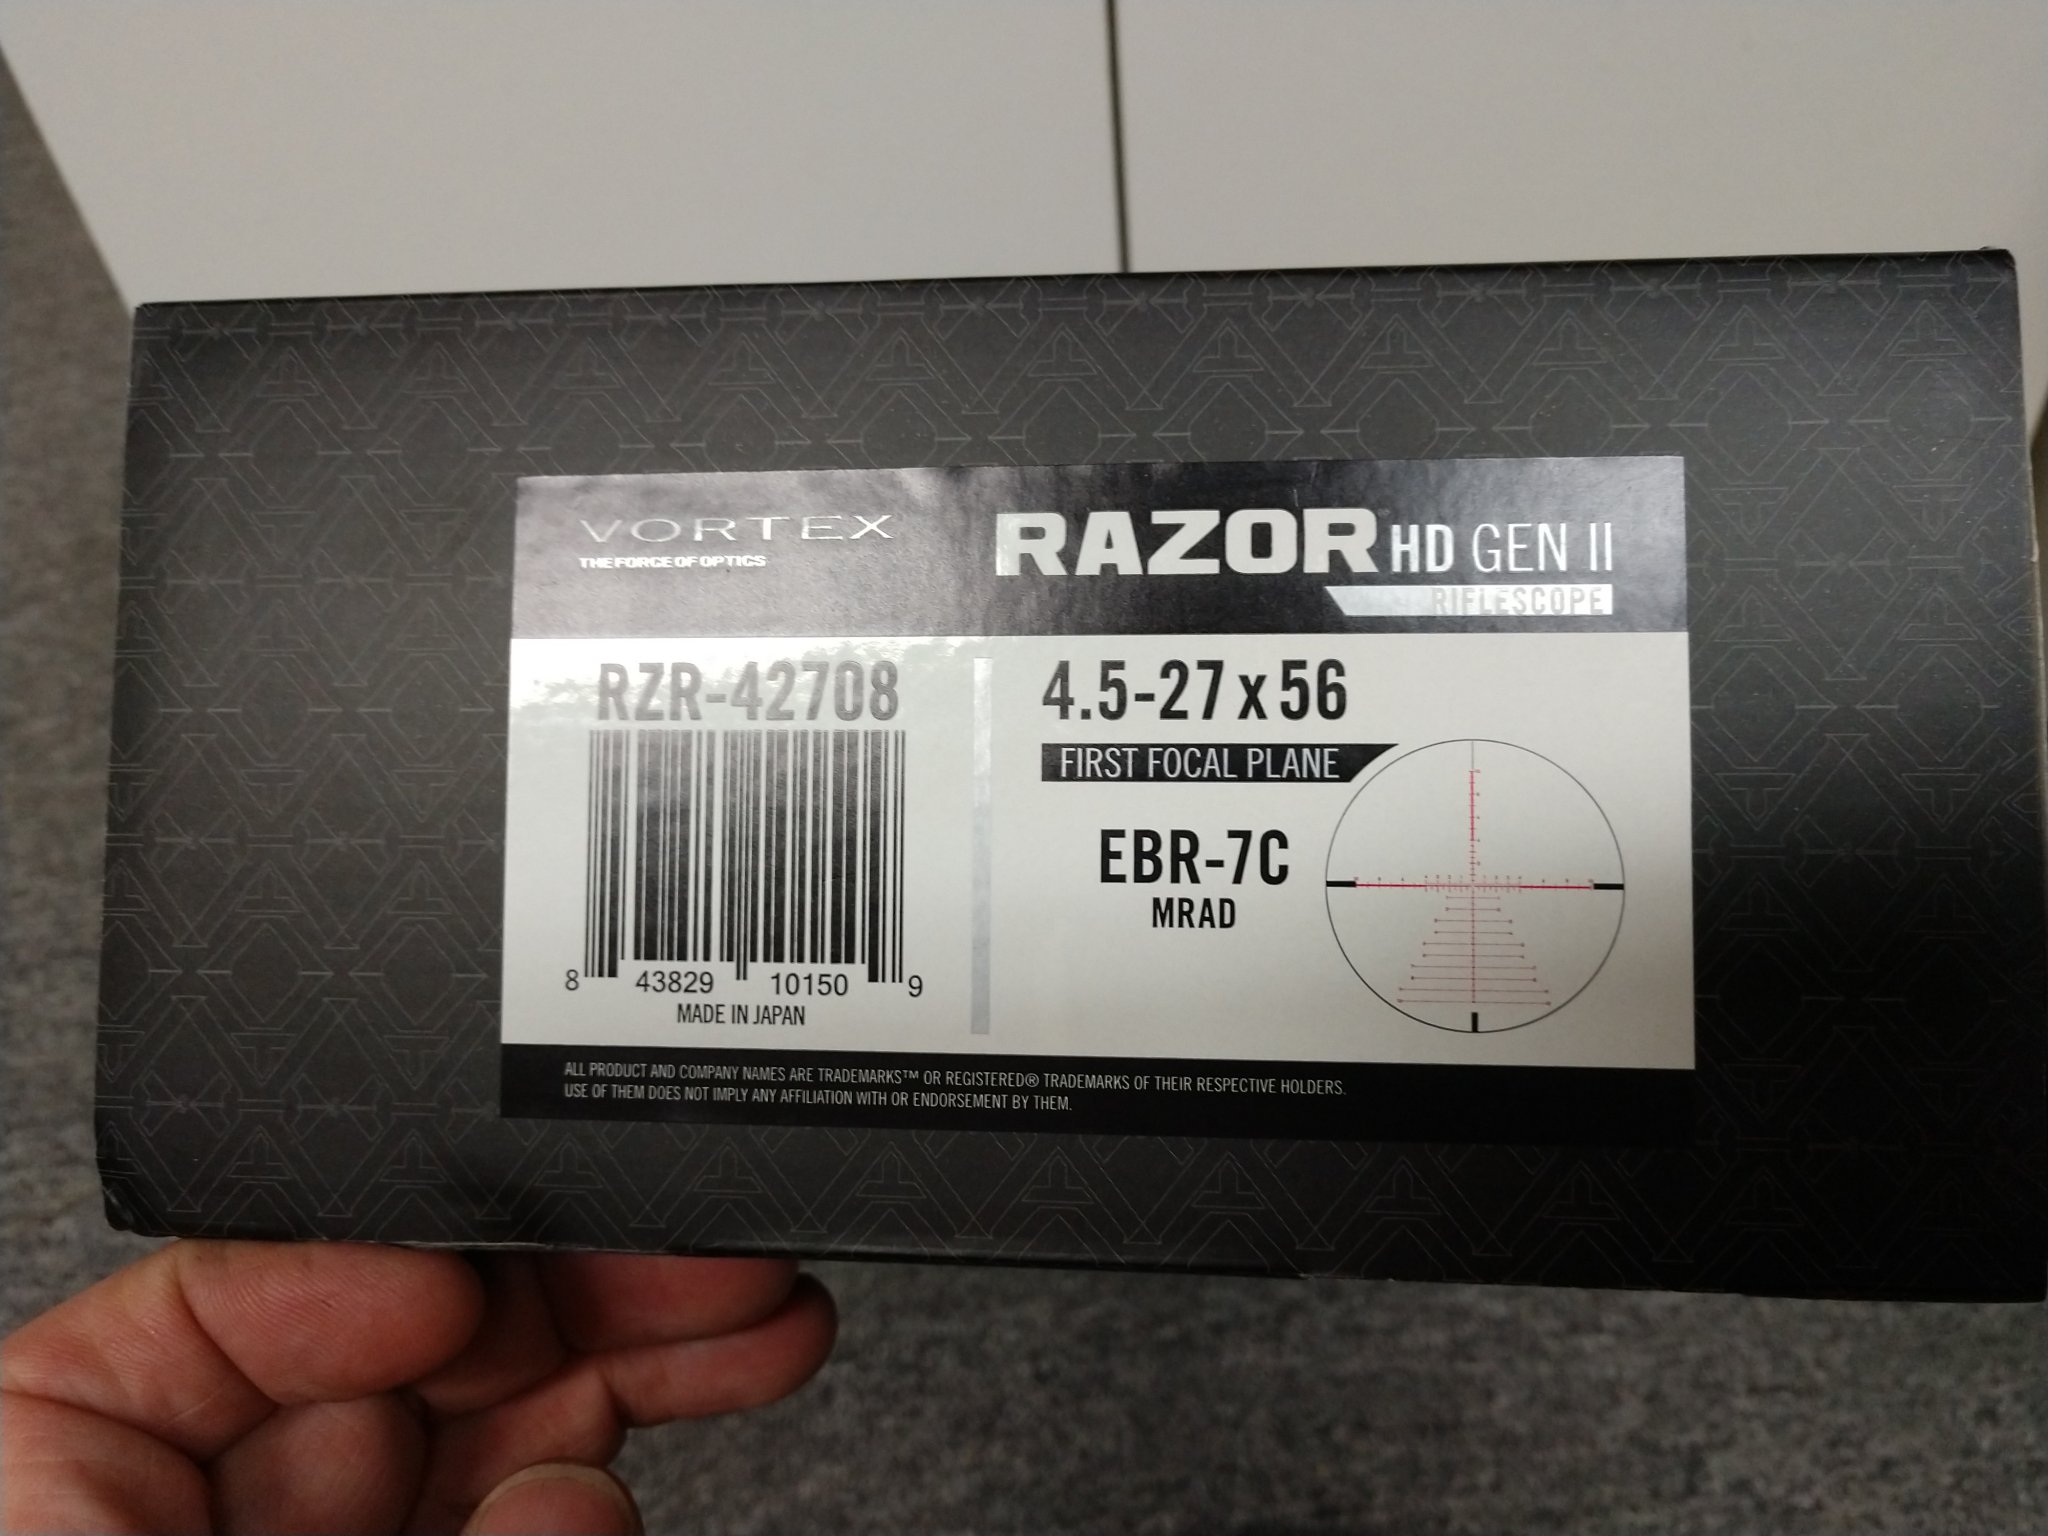 VORTEX
THE FORCE OF OPTICS
RAZOR HD GEN II
RIFLESCOPE
RZR-42708
8 43829 10150 9
MADE IN JAPAN
4.5-27 x 56
FIRST FOCAL PLANE
EBR-7C
MRAD
ALL PRODUCT AND COMPANY NAMES ARE TRADEMARKS™ OR REGISTERED® TRADEMARKS OF THEIR RESPECTIVE HOLDERS.
USE OF THEM DOES NOT IMPLY ANY AFFILIATION WITH OR ENDORSEMENT BY THEM.